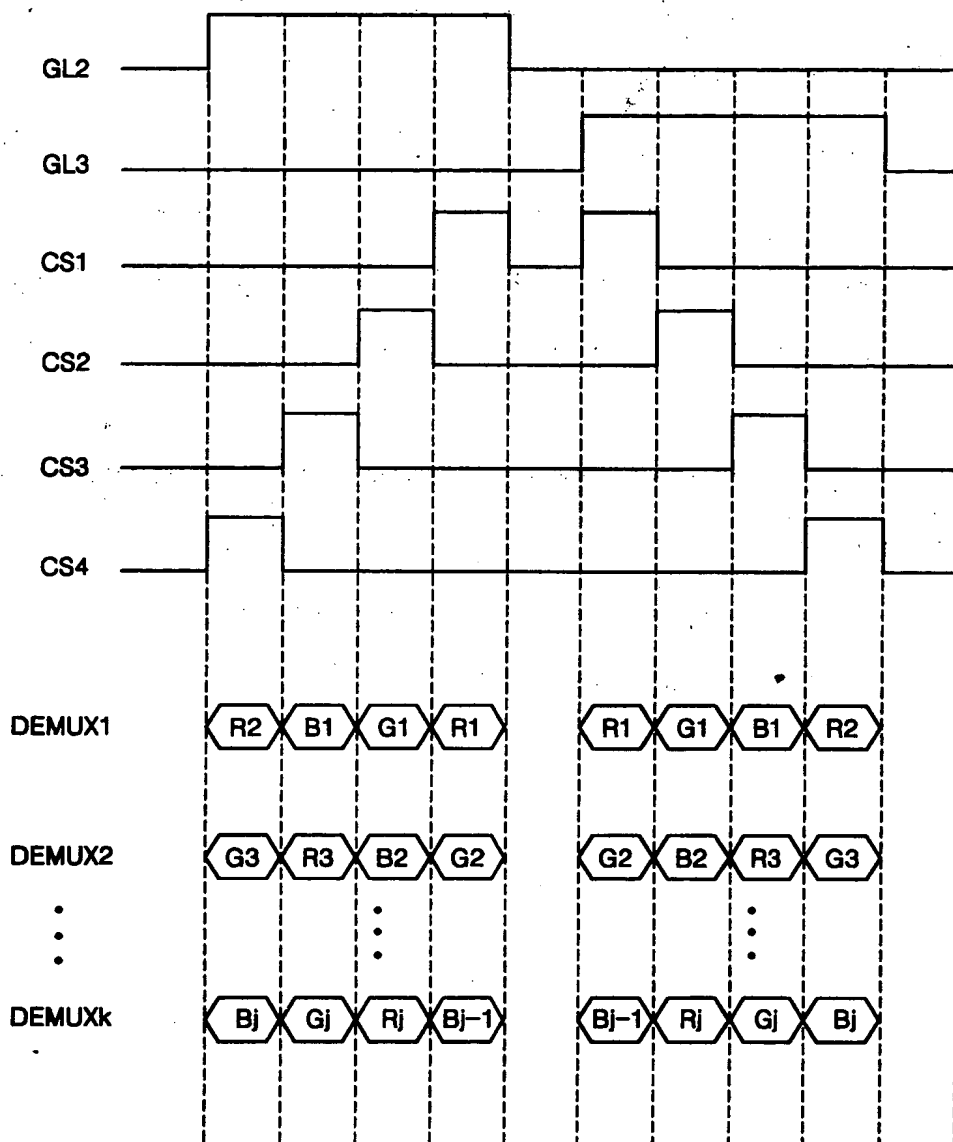 GL2
GL3
CS1
CS2
CS3
CS4
DEMUX1 R2 B1 G1 R1 R1 G1 B1 R2
DEMUX2 G3 R3 B2 G2 G2 B2 R3 G3
DEMUXk Bj Gj Rj Bj-1 Bj-1 Rj Gj Bj